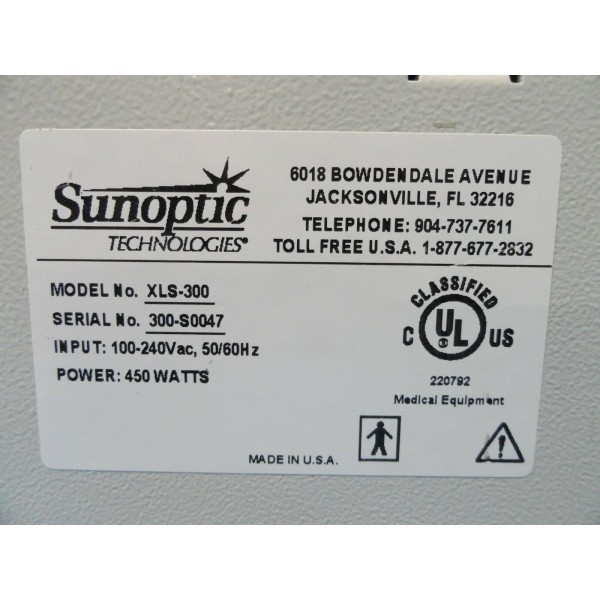 Sunoptic
TECHNOLOGIES®
6018 BOWDENDALE AVENUE
JACKSONVILLE, FL 32216
TELEPHONE: 904-737-7611
TOLL FREE U.S.A. 1-877-677-2832
MODEL No. XLS-300
SERIAL No. 300-S0047
INPUT: 100-240Vac, 50/60Hz
POWER: 450 WATTS
CLASSIFIED
C UL US
220792
Medical Equipment
MADE IN U.S.A.